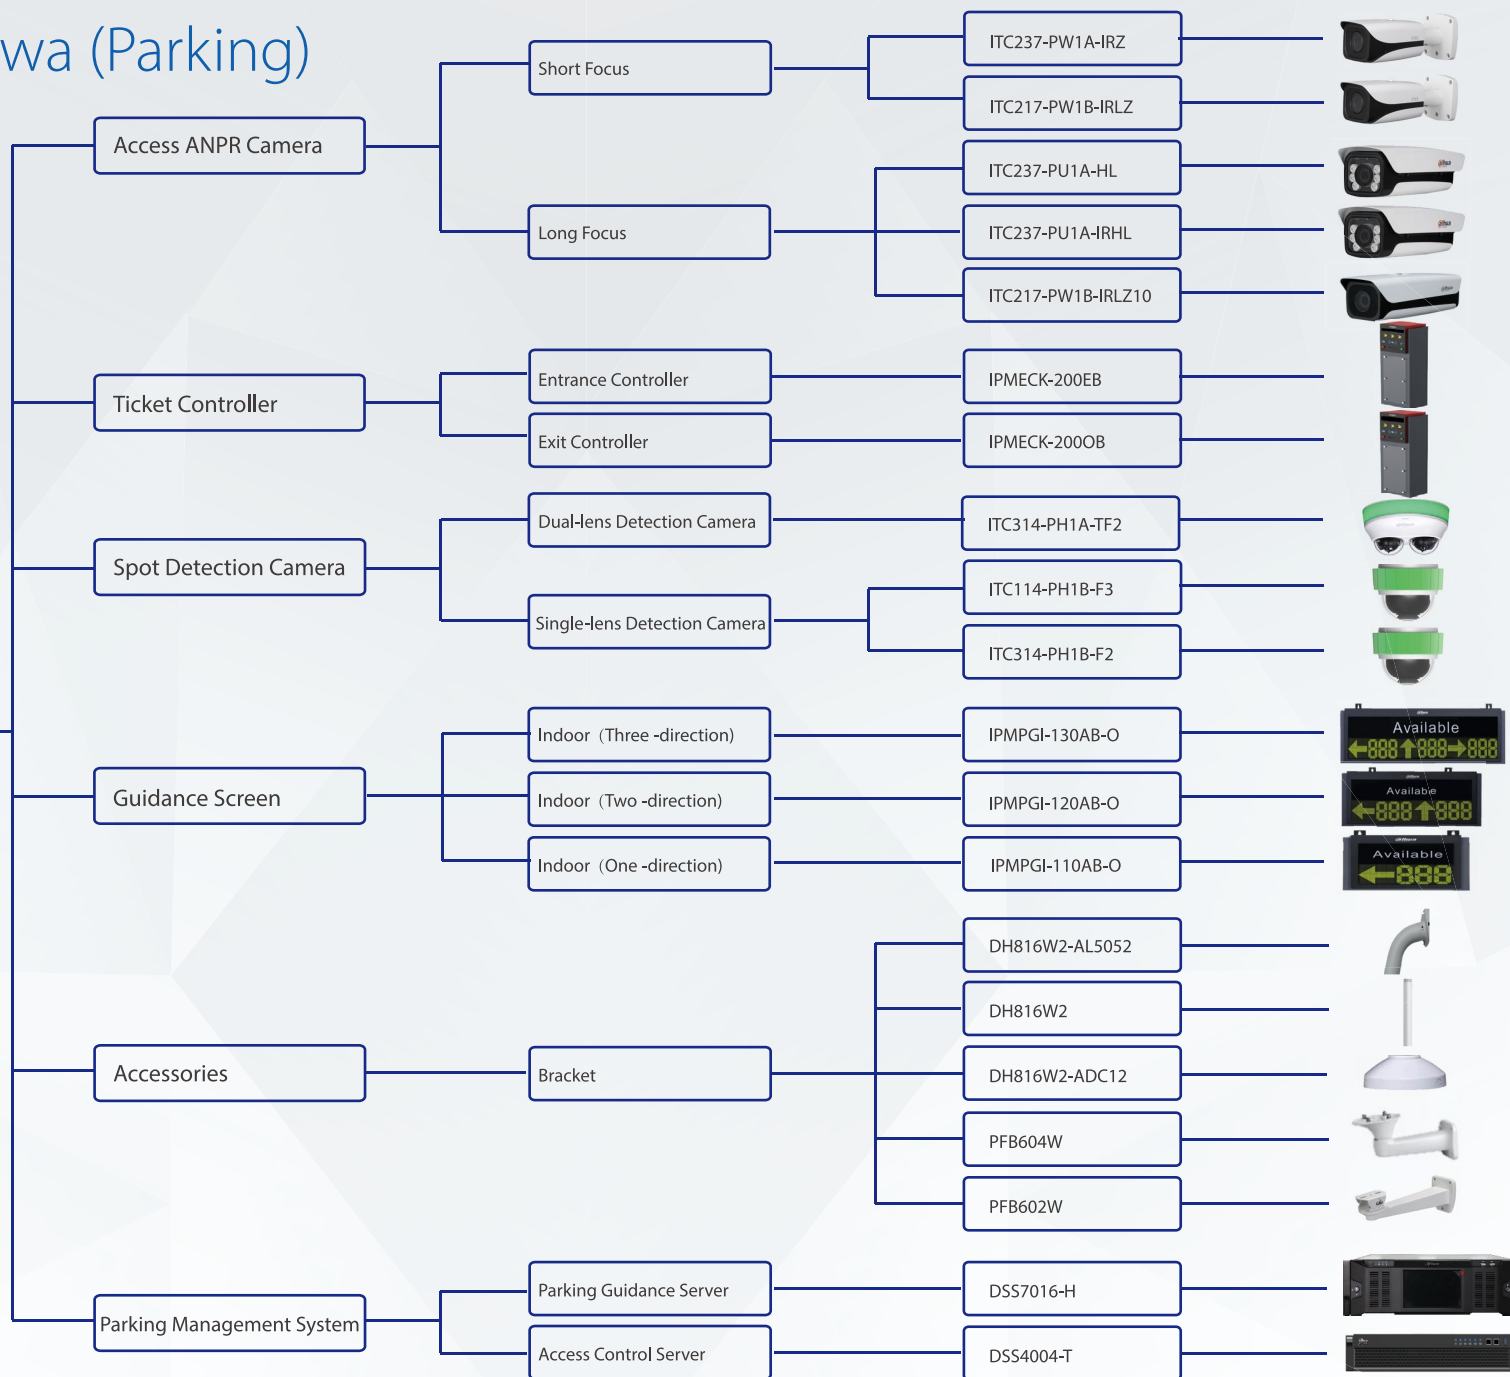 wa (Parking)
Access ANPR Camera
Short Focus
ITC237-PW1A-IRZ
ITC217-PW1B-IRLZ
Long Focus
ITC237-PU1A-HL
ITC237-PU1A-IRHL
ITC217-PW1B-IRLZ10
Ticket Controller
Entrance Controller
IPMECK-200EB
Exit Controller
IPMECK-200OB
Spot Detection Camera
Dual-lens Detection Camera
ITC314-PH1A-TF2
Single-lens Detection Camera
ITC114-PH1B-F3
ITC314-PH1B-F2
Guidance Screen
Indoor (Three -direction)
IPMPGI-130AB-O
Available
←888↑888→888
Indoor (Two -direction)
IPMPGI-120AB-O
Available
←888↑888
Indoor (One -direction)
IPMPGI-110AB-O
Available
←888
Accessories
Bracket
DH816W2-AL5052
DH816W2
DH816W2-ADC12
PFB604W
PFB602W
Parking Management System
Parking Guidance Server
DSS7016-H
Access Control Server
DSS4004-T